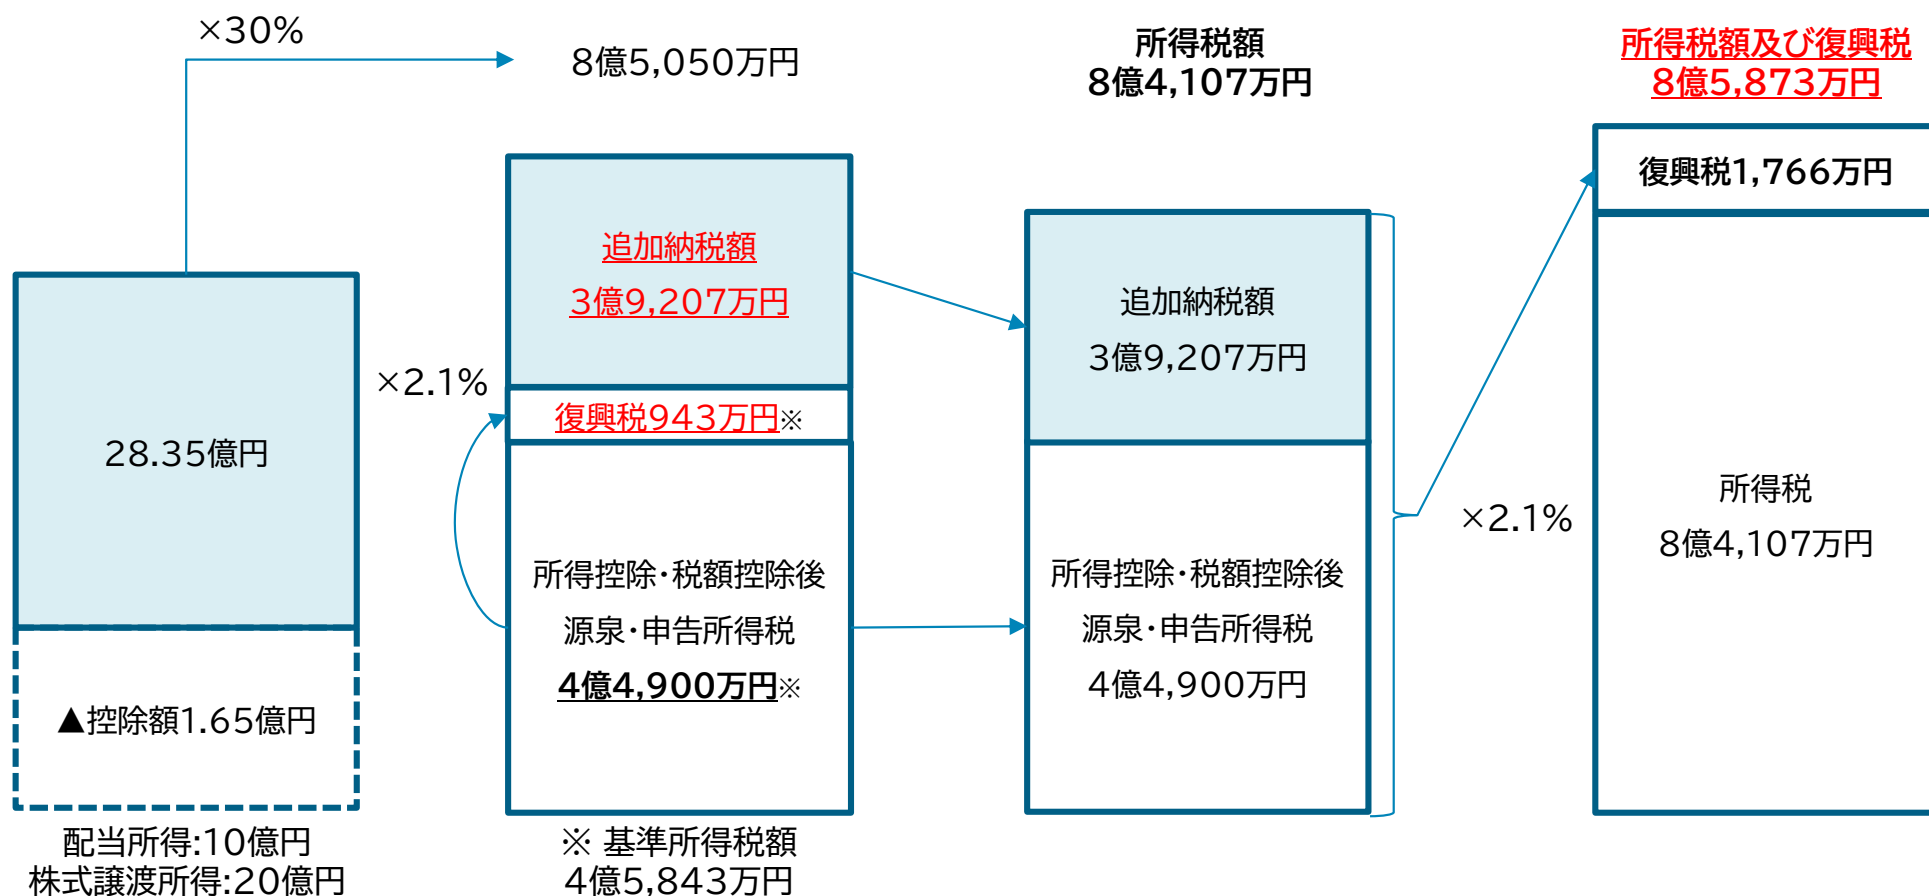 ×30%
8億5,050万円
所得税額
8億4,107万円
所得税額及び復興税
8億5,873万円
28.35億円
▲控除額1.65億円
配当所得:10億円
株式譲渡所得:20億円
×2.1%
追加納税額
3億9,207万円
復興税943万円※
所得控除・税額控除後
源泉・申告所得税
4億4,900万円※
※ 基準所得税額
4億5,843万円
追加納税額
3億9,207万円
所得控除・税額控除後
源泉・申告所得税
4億4,900万円
×2.1%
復興税1,766万円
所得税
8億4,107万円